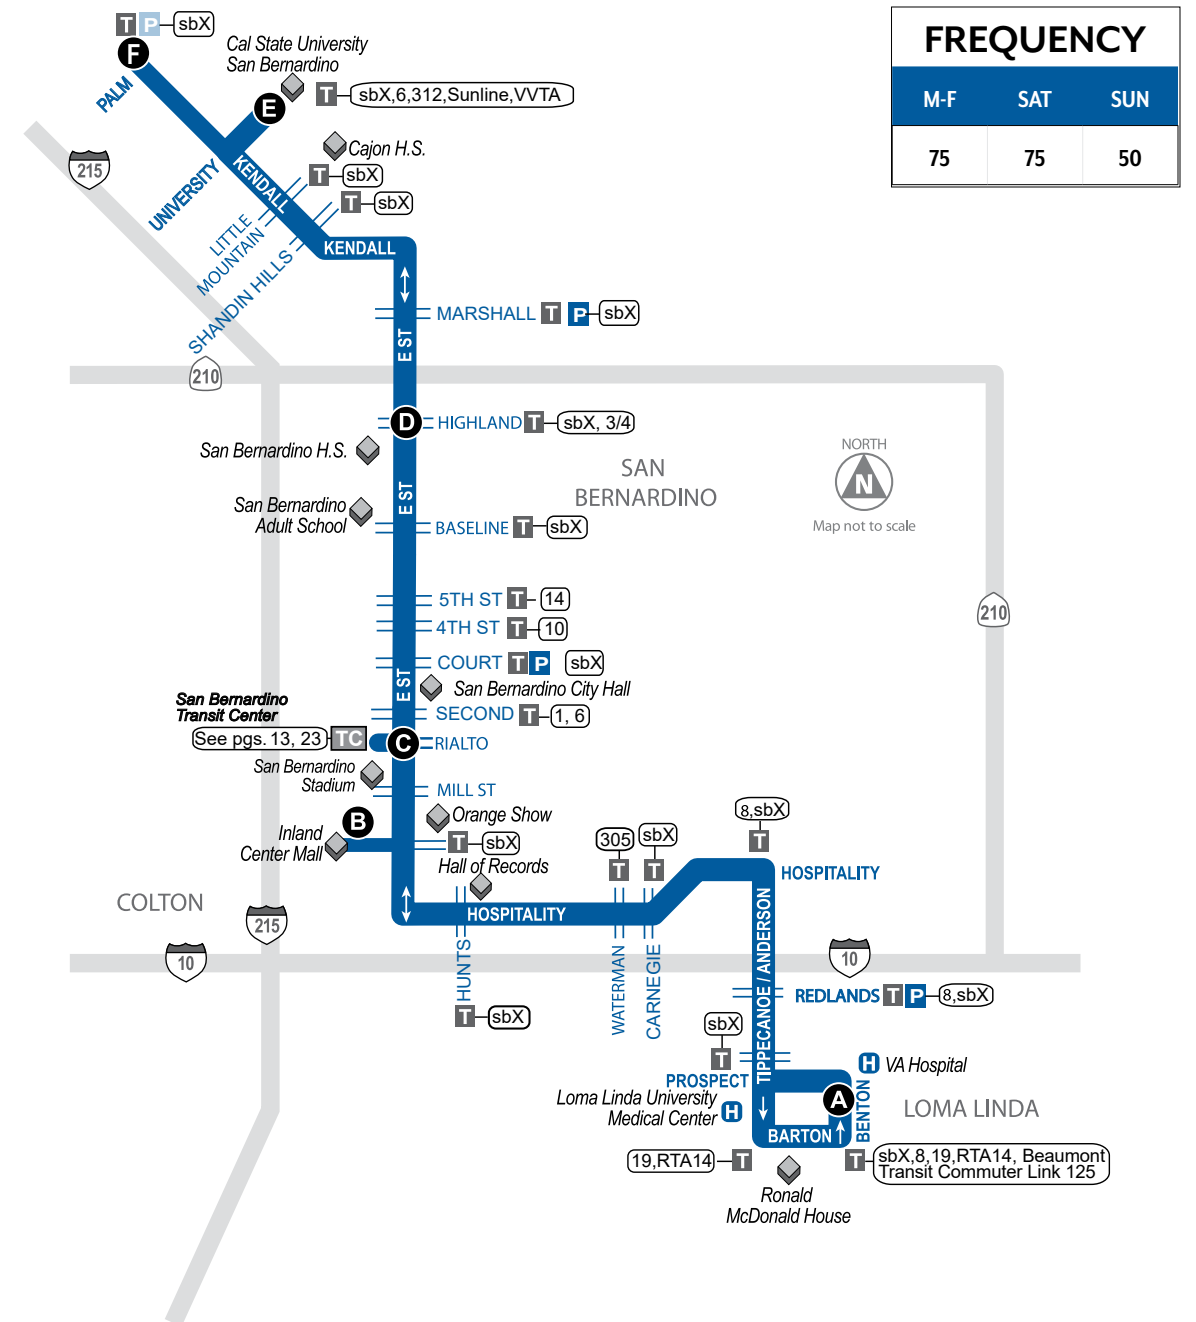 FREQUENCY
M-F SAT SUN
75 75 50
T P sbX
F
Cal State University
San Bernardino
PALM
E
T sbX,6,312,Sunline,VVTA
215
Cajon H.S.
T sbX
UNIVERSITY
KENDALL
T sbX
LITTLE
MOUNTAIN
SHANDIN HILLS
KENDALL
MARSHALL T P sbX
E ST
210
D HIGHLAND T sbX, 3/4
San Bernardino H.S.
NORTH
N
Map not to scale
SAN
BERNARDINO
San Bernardino
Adult School
E ST
BASELINE T sbX
5TH ST T 14
4TH ST T 10
210
COURT T P sbX
E ST
San Bernardino City Hall
San Bernardino
Transit Center
SECOND T 1, 6
See pgs. 13, 23 TC C RIALTO
San Bernardino
Stadium
MILL ST
B
Orange Show
Inland
Center Mall
T sbX
Hall of Records
305
T
sbX
T
8,sbX
T
HOSPITALITY
COLTON
215
HOSPITALITY
10
HUNTS
T sbX
WATERMAN
CARNEGIE
TIPPECANOE / ANDERSON
10
REDLANDS T P 8,sbX
sbX
T
PROSPECT
H VA Hospital
Loma Linda University
Medical Center H
A
BENTON
LOMA LINDA
BARTON
19,RTA14 T
T sbX,8,19,RTA14, Beaumont
Transit Commuter Link 125
Ronald
McDonald House